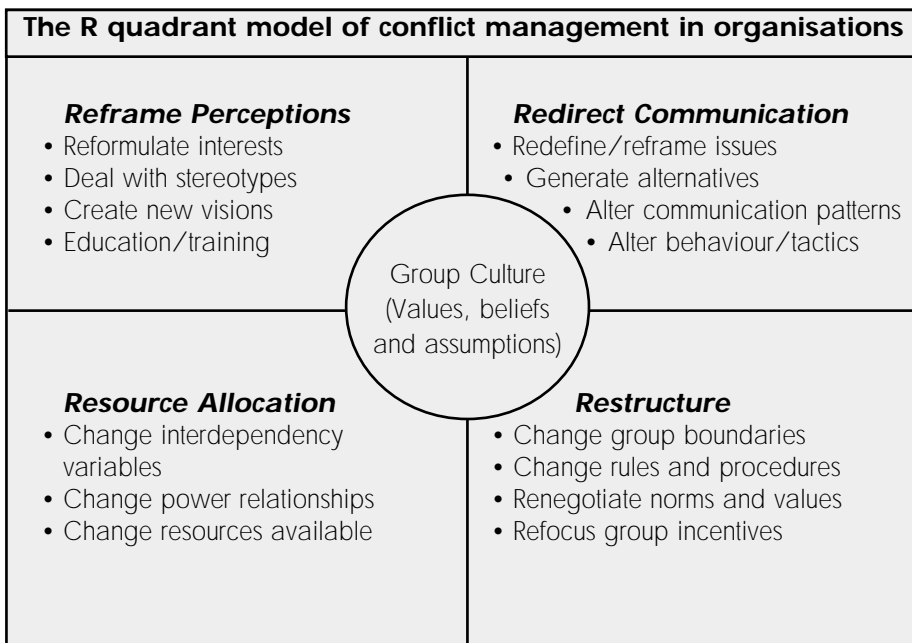 The R quadrant model of conflict management in organisations
Reframe Perceptions
• Reformulate interests
• Deal with stereotypes
• Create new visions
• Education/training
Redirect Communication
• Redefine/reframe issues
• Generate alternatives
• Alter communication patterns
• Alter behaviour/tactics
Group Culture
(Values, beliefs
and assumptions)
Resource Allocation
• Change interdependency
variables
• Change power relationships
• Change resources available
Restructure
• Change group boundaries
• Change rules and procedures
• Renegotiate norms and values
• Refocus group incentives